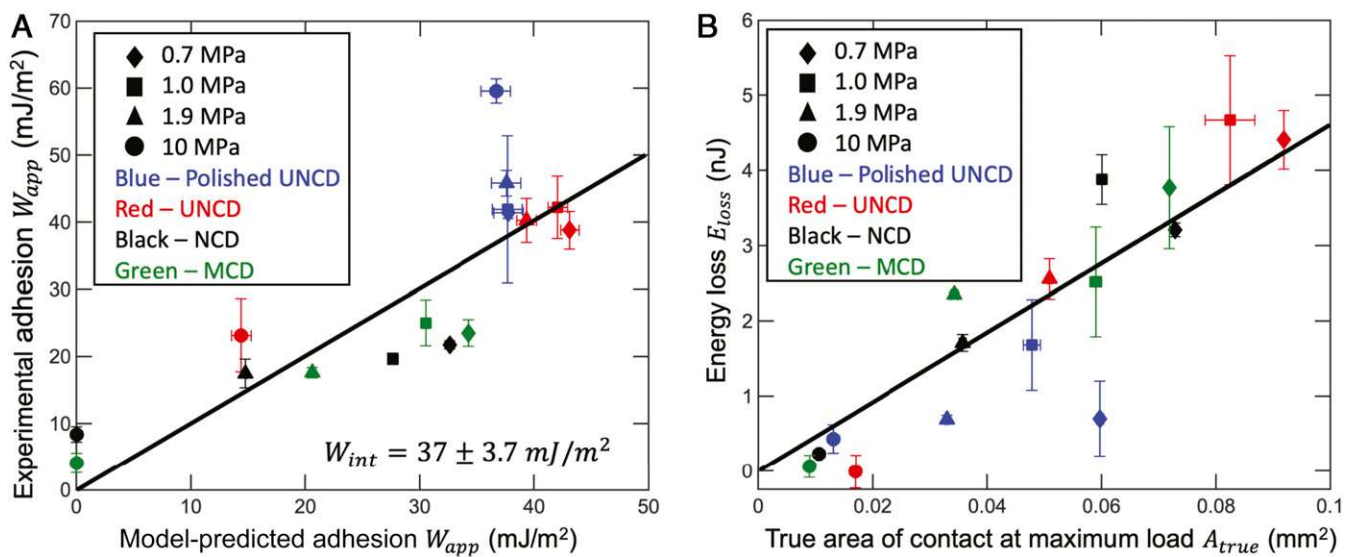 A
Experimental adhesion W_app (mJ/m²)
70
60
50
40
30
20
10
0
0.7 MPa
1.0 MPa
1.9 MPa
10 MPa
Blue – Polished UNCD
Red – UNCD
Black – NCD
Green – MCD
W_int = 37 ± 3.7 mJ/m²
0 10 20 30 40 50
Model-predicted adhesion W_app (mJ/m²)
B
Energy loss E_loss (nJ)
6
5
4
3
2
1
0
0.7 MPa
1.0 MPa
1.9 MPa
10 MPa
Blue – Polished UNCD
Red – UNCD
Black – NCD
Green – MCD
0 0.02 0.04 0.06 0.08 0.1
True area of contact at maximum load A_true (mm²)